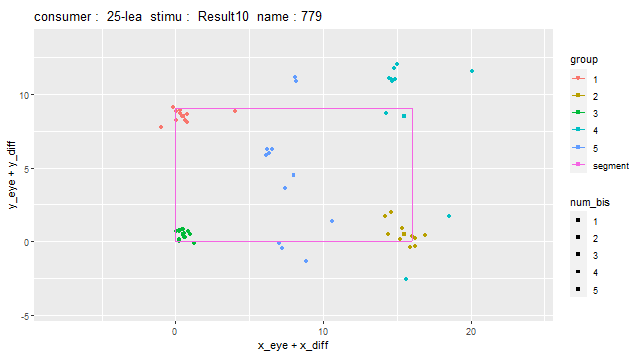 consumer : 25-lea stimu : Result10 name : 779
group
1
2
3
4
5
segment
num_bis
1
2
3
4
5
y_eye + y_diff
10
5
0
-5
0
10
20
x_eye + x_diff